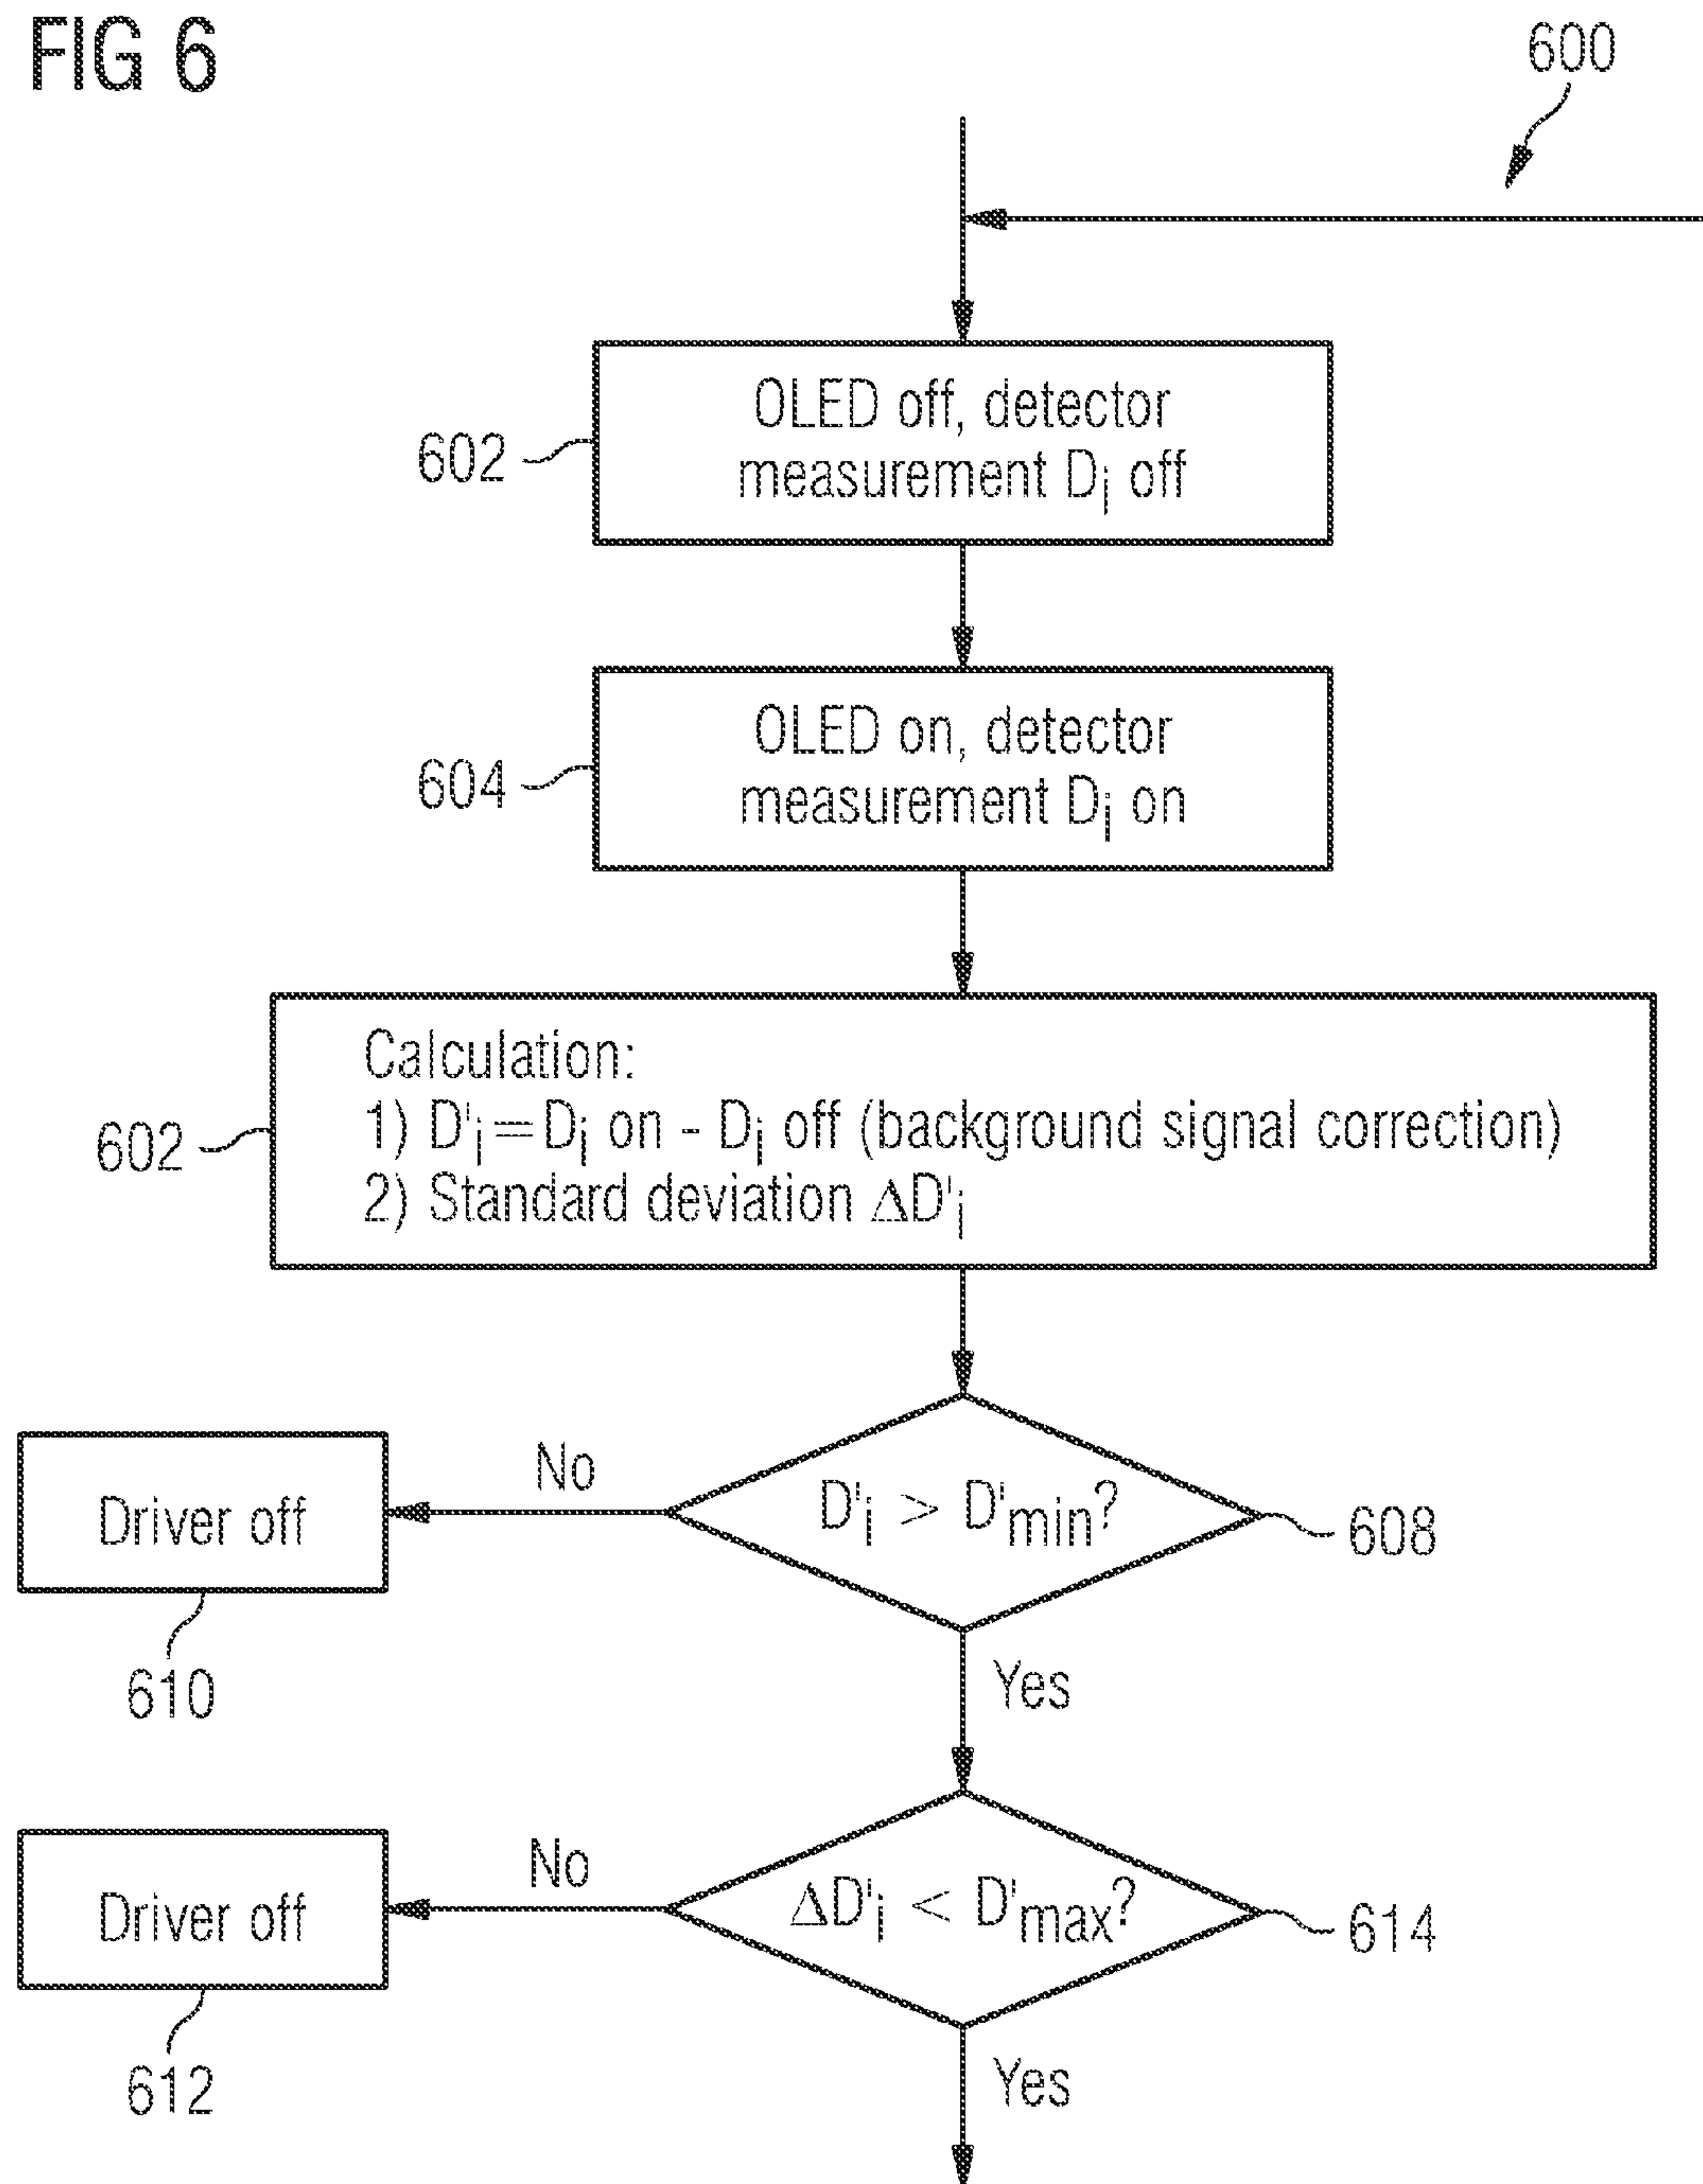 FIG 6
600
OLED off, detector
measurement Di off
602
OLED on, detector
measurement Di on
604
Calculation:
1) D'i = Di on - Di off (background signal correction)
2) Standard deviation ΔD'i
602
D'i > D'min?
608
No
Driver off
610
Yes
ΔD'i < D'max?
614
No
Driver off
612
Yes